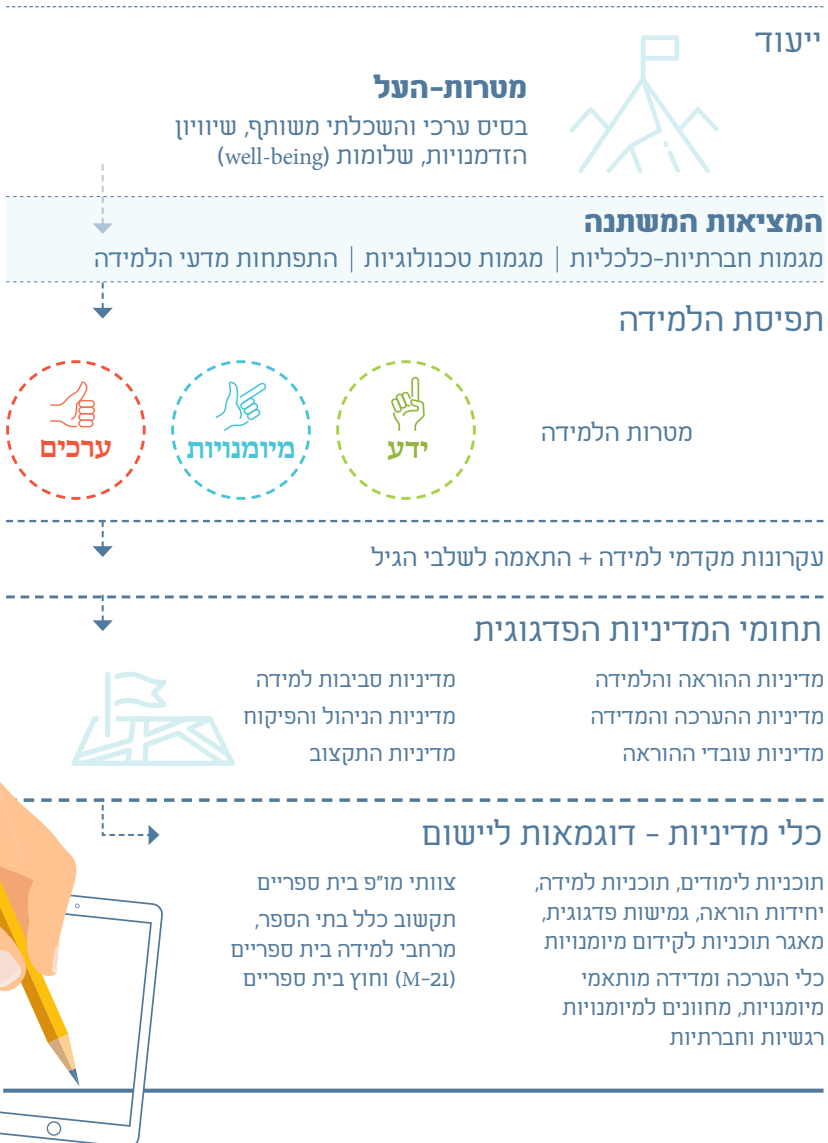 ייעוד
מטרות-העל
בסיס ערכי והשכלתי משותף, שיוויון
הזדמנויות, שלומות (well-being)
המציאות המשתנה
מגמות חברתיות-כלכליות | מגמות טכנולוגיות | התפתחות מדעי הלמידה
תפיסת הלמידה
מטרות הלמידה
ידע
מיומנויות
ערכים
עקרונות מקדמי למידה + התאמה לשלבי הגיל
תחומי המדיניות הפדגוגית
מדיניות ההוראה והלמידה
מדיניות ההערכה והמדידה
מדיניות עובדי ההוראה
מדיניות סביבות למידה
מדיניות הניהול והפיקוח
מדיניות התקצוב
כלי מדיניות - דוגמאות ליישום
תוכניות לימודים, תוכניות למידה,
יחידות הוראה, גמישות פדגוגית,
מאגר תוכניות לקידום מיומנויות
כלי הערכה ומדידה מותאמי
מיומנויות, מחוונים למיומנויות
רגשיות וחברתיות
צוותי מו"פ בית ספריים
תקשוב כלל בתי הספר,
מרחבי למידה בית ספריים
(M-21) וחוץ בית ספריים